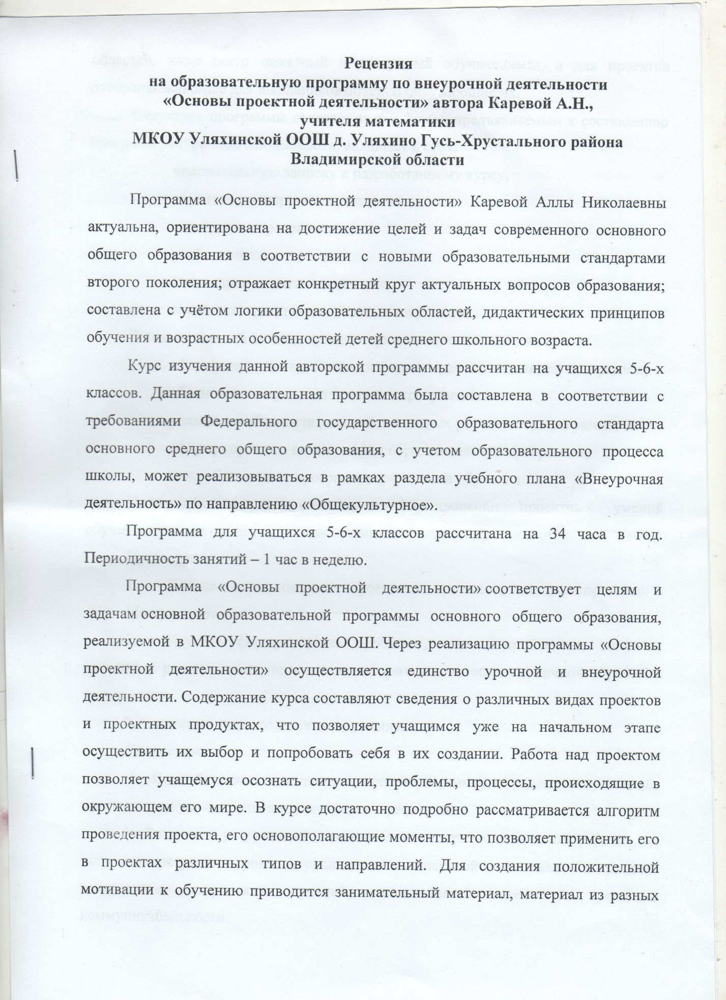 Рецензия
на образовательную программу по внеурочной деятельности
«Основы проектной деятельности» автора Каревой А.Н.,
учителя математики
МКОУ Уляхинской ООШ д. Уляхино Гусь-Хрустального района
Владимирской области
Программа «Основы проектной деятельности» Каревой Аллы Николаевны
актуальна, ориентирована на достижение целей и задач современного основного
общего образования в соответствии с новыми образовательными стандартами
второго поколения; отражает конкретный круг актуальных вопросов образования;
составлена с учётом логики образовательных областей, дидактических принципов
обучения и возрастных особенностей детей среднего школьного возраста.
Курс изучения данной авторской программы рассчитан на учащихся 5-6-х
классов. Данная образовательная программа была составлена в соответствии с
требованиями Федерального государственного образовательного стандарта
основного среднего общего образования, с учетом образовательного процесса
школы, может реализовываться в рамках раздела учебного плана «Внеурочная
деятельность» по направлению «Общекультурное».
Программа для учащихся 5-6-х классов рассчитана на 34 часа в год.
Периодичность занятий – 1 час в неделю.
Программа «Основы проектной деятельности» соответствует целям и
задачам основной образовательной программы основного общего образования,
реализуемой в МКОУ Уляхинской ООШ. Через реализацию программы «Основы
проектной деятельности» осуществляется единство урочной и внеурочной
деятельности. Содержание курса составляют сведения о различных видах проектов
и проектных продуктах, что позволяет учащимся уже на начальном этапе
осуществить их выбор и попробовать себя в их создании. Работа над проектом
позволяет учащемуся осознать ситуации, проблемы, процессы, происходящие в
окружающем его мире. В курсе достаточно подробно рассматривается алгоритм
проведения проекта, его основополагающие моменты, что позволяет применить его
в проектах различных типов и направлений. Для создания положительной
мотивации к обучению приводится занимательный материал, материал из разных